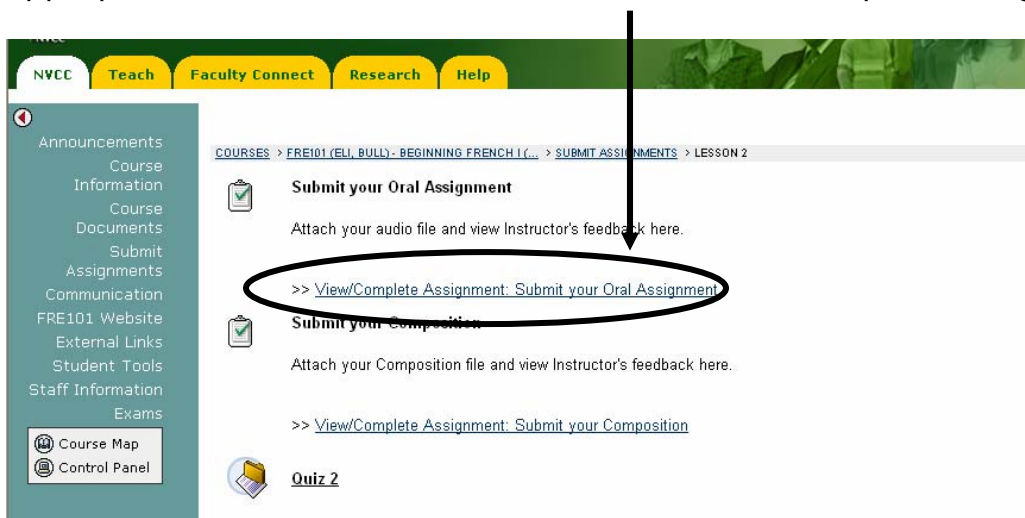 NVCC Teach Faculty Connect Research Help
Announcements
Course
Information
Course
Documents
Submit
Assignments
Communication
FRE101 Website
External Links
Student Tools
Staff Information
Exams
Course Map
Control Panel
COURSES > FRE101 (ELI, BULL) - BEGINNING FRENCH I (... > SUBMIT ASSIGNMENTS > LESSON 2
Submit your Oral Assignment
Attach your audio file and view Instructor's feedback here.
>> View/Complete Assignment: Submit your Oral Assignment
Submit your Composition
Attach your Composition file and view Instructor's feedback here.
>> View/Complete Assignment: Submit your Composition
Quiz 2